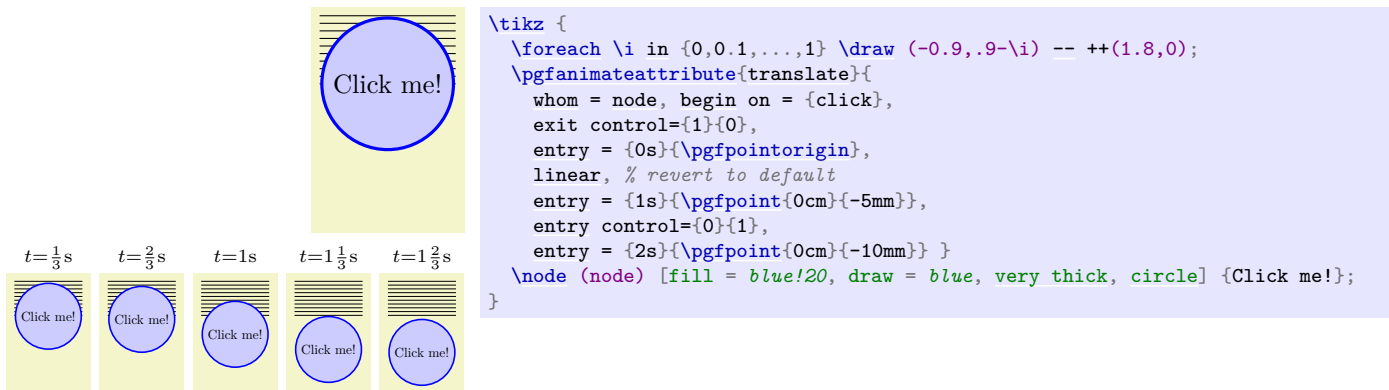 Click me!
t=1/3s t=2/3s t=1s t=1 1/3s t=1 2/3s
Click me! Click me! Click me! Click me! Click me!
\tikz {
  \foreach \i in {0,0.1,...,1} \draw (-0.9,.9-\i) -- ++(1.8,0);
  \pgfanimateattribute{translate}{
    whom = node, begin on = {click},
    exit control={1}{0},
    entry = {0s}{\pgfpointorigin},
    linear, % revert to default
    entry = {1s}{\pgfpoint{0cm}{-5mm}},
    entry control={0}{1},
    entry = {2s}{\pgfpoint{0cm}{-10mm}} }
  \node (node) [fill = blue!20, draw = blue, very thick, circle] {Click me!};
}